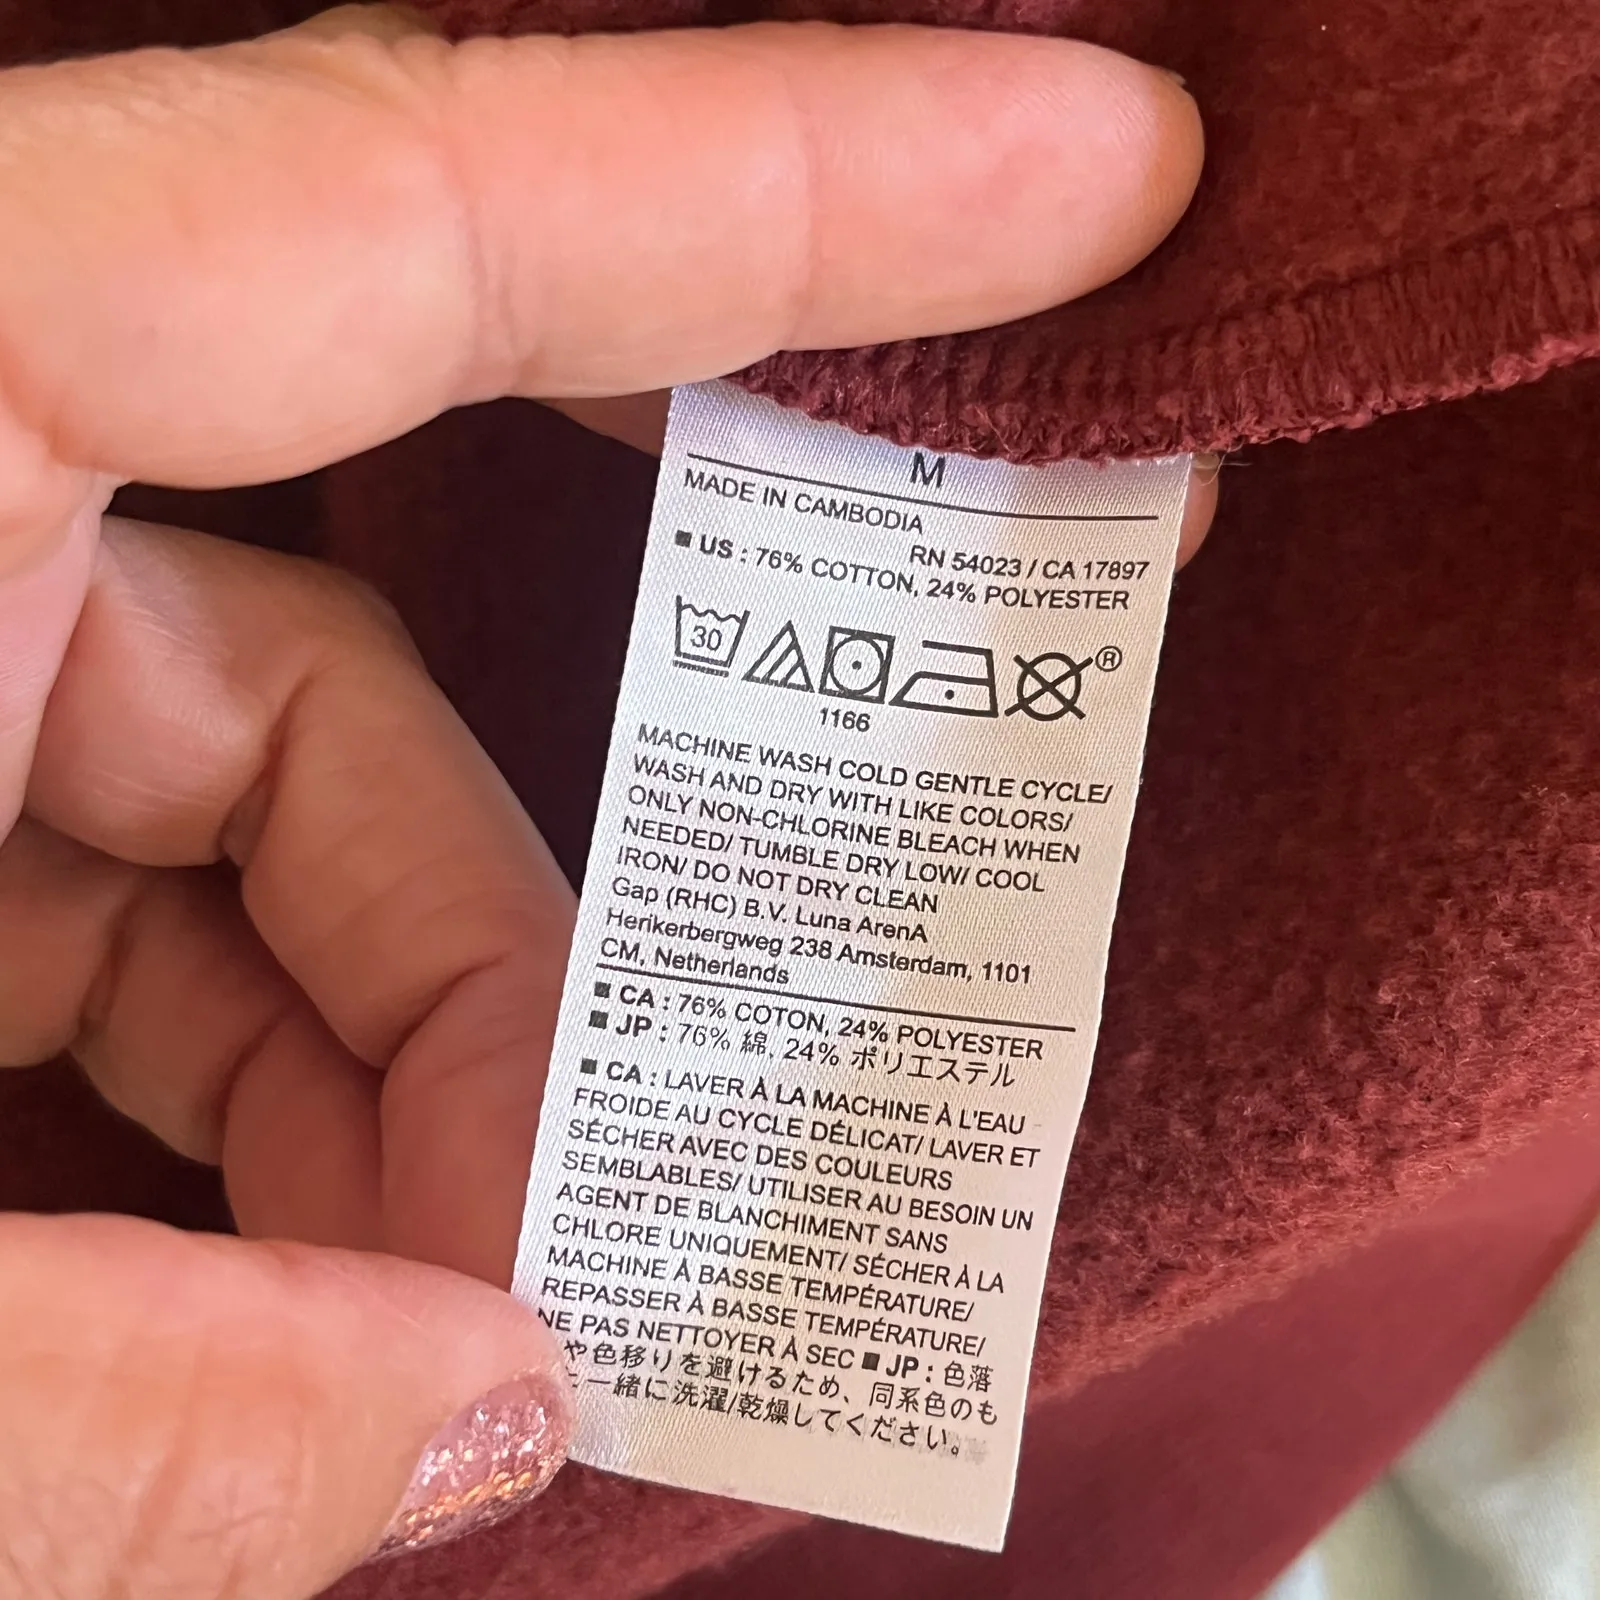 M
MADE IN CAMBODIA
RN 54023 / CA 17897
■ US : 76% COTTON, 24% POLYESTER
30
®
1166
MACHINE WASH COLD GENTLE CYCLE/
WASH AND DRY WITH LIKE COLORS/
ONLY NON-CHLORINE BLEACH WHEN
NEEDED/ TUMBLE DRY LOW/ COOL
IRON/ DO NOT DRY CLEAN
Gap (RHC) B.V. Luna ArenA
Herikerbergweg 238 Amsterdam, 1101
CM, Netherlands
■ CA : 76% COTON, 24% POLYESTER
■ JP : 76% 綿, 24% ポリエステル
■ CA : LAVER À LA MACHINE À L'EAU
FROIDE AU CYCLE DÉLICAT/ LAVER ET
SÉCHER AVEC DES COULEURS
SEMBLABLES/ UTILISER AU BESOIN UN
AGENT DE BLANCHIMENT SANS
CHLORE UNIQUEMENT/ SÉCHER À LA
MACHINE À BASSE TEMPÉRATURE/
REPASSER À BASSE TEMPÉRATURE/
NE PAS NETTOYER À SEC ■ JP : 色落
や色移りを避けるため、同系色のも
一緒に洗濯/乾燥してください。